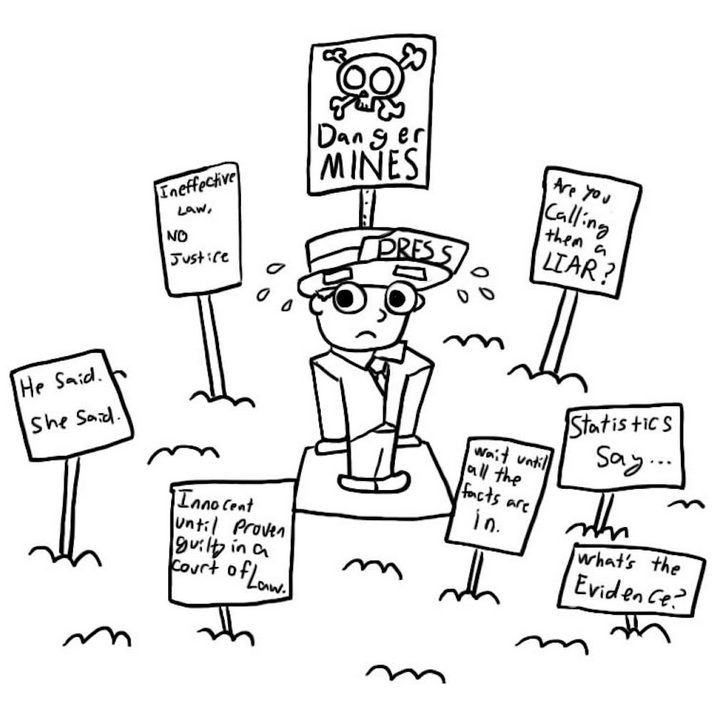 Danger
MINES
Ineffective
Law,
NO
Justice
PRESS
Are you
Calling
them a
LIAR?
He Said.
She Said.
Statistics
Say...
Wait until
all the
facts are
in.
Innocent
until Proven
guilty in a
Court of Law.
What's the
Evidence?